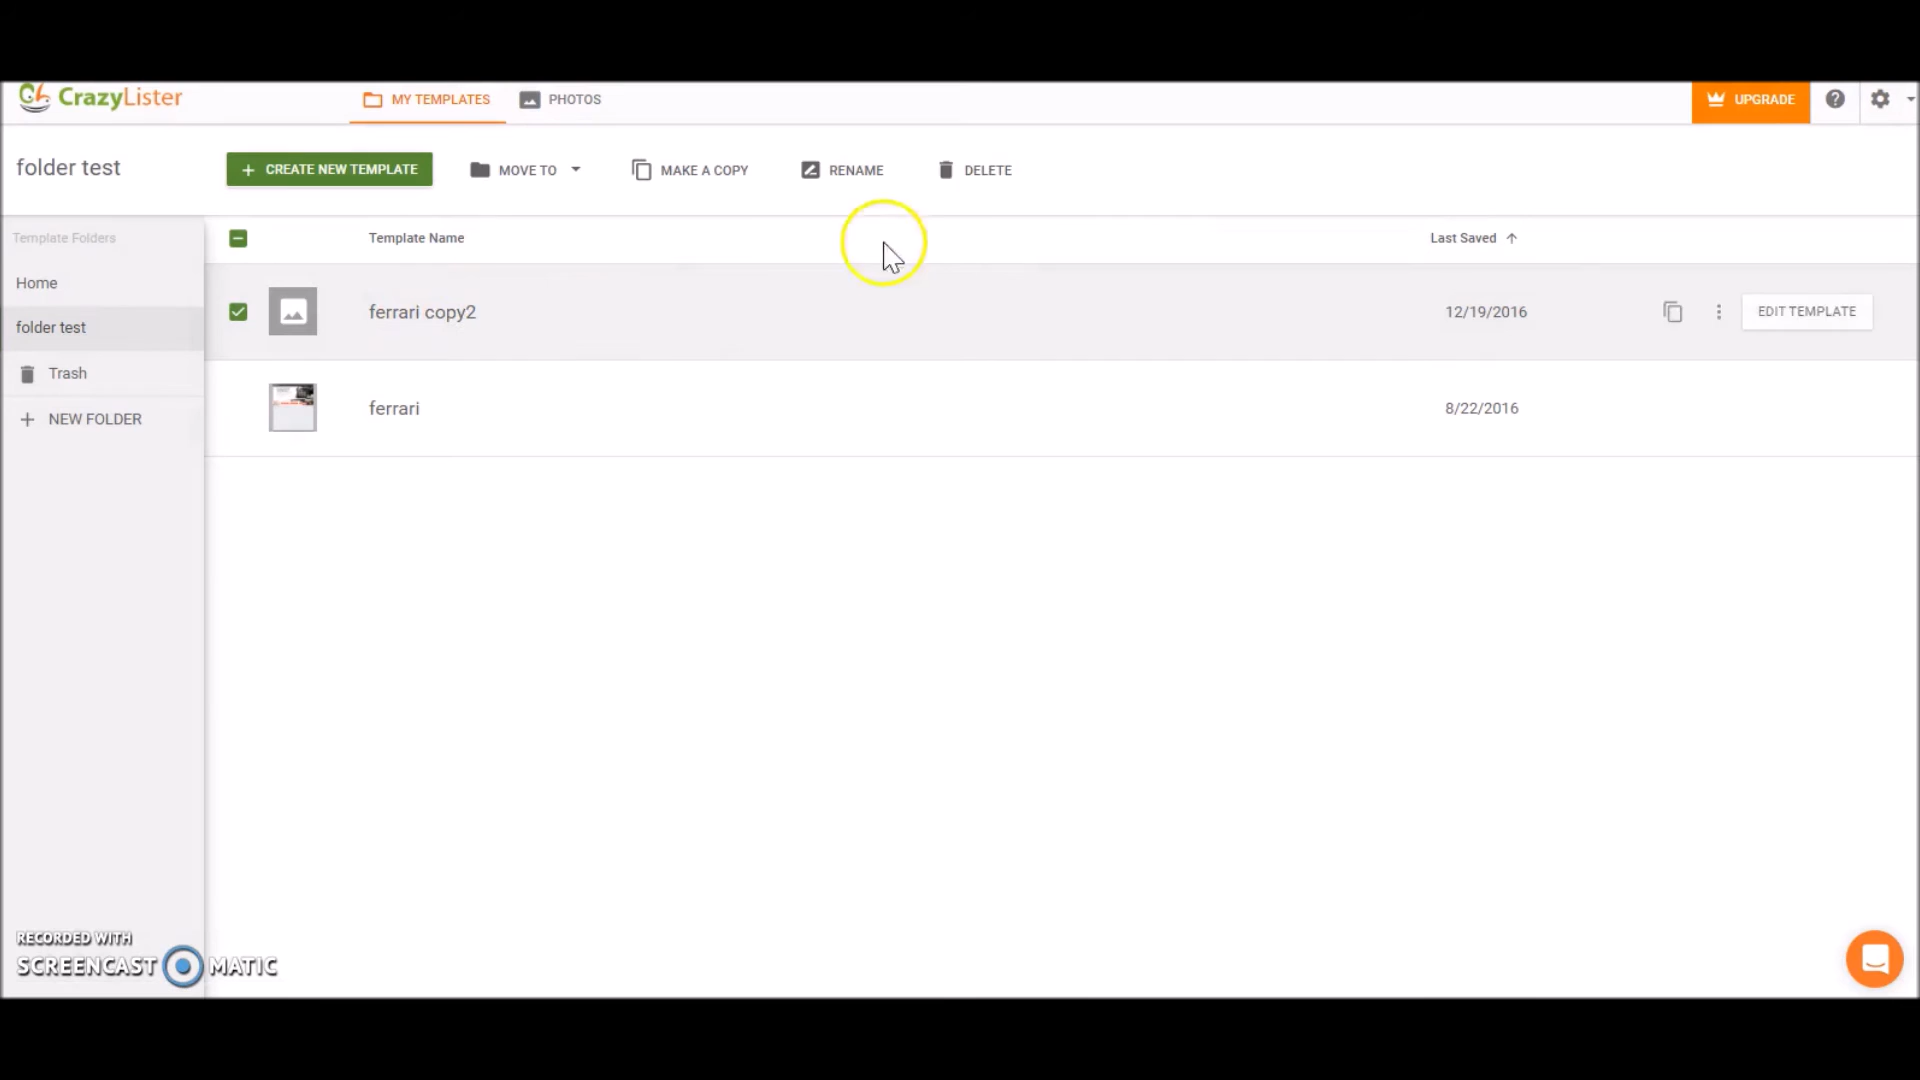 CrazyLister
MY TEMPLATES
PHOTOS
UPGRADE
folder test
CREATE NEW TEMPLATE
MOVE TO
MAKE A COPY
RENAME
DELETE
Template Folders
Template Name
Last Saved
Home
ferrari copy2
12/19/2016
EDIT TEMPLATE
folder test
Trash
ferrari
8/22/2016
NEW FOLDER
RECORDED WITH
SCREENCAST MATIC